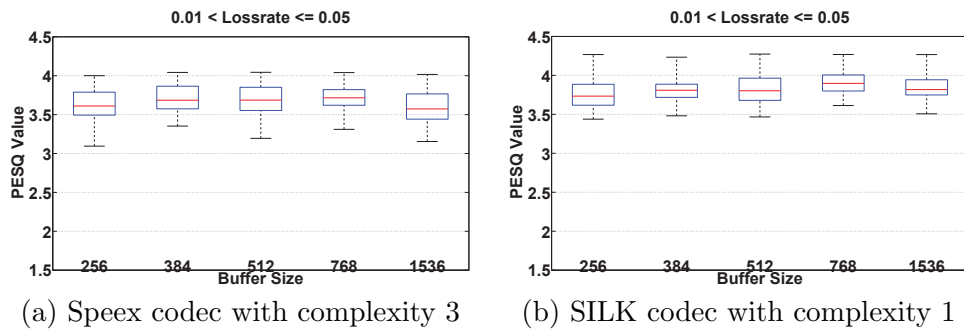 0.01 < Lossrate <= 0.05
4.5
4
3.5
3
2.5
2
1.5
PESQ Value
256 384 512 768 1536
Buffer Size
(a) Speex codec with complexity 3
0.01 < Lossrate <= 0.05
4.5
4
3.5
3
2.5
2
1.5
PESQ Value
256 384 512 768 1536
Buffer Size
(b) SILK codec with complexity 1